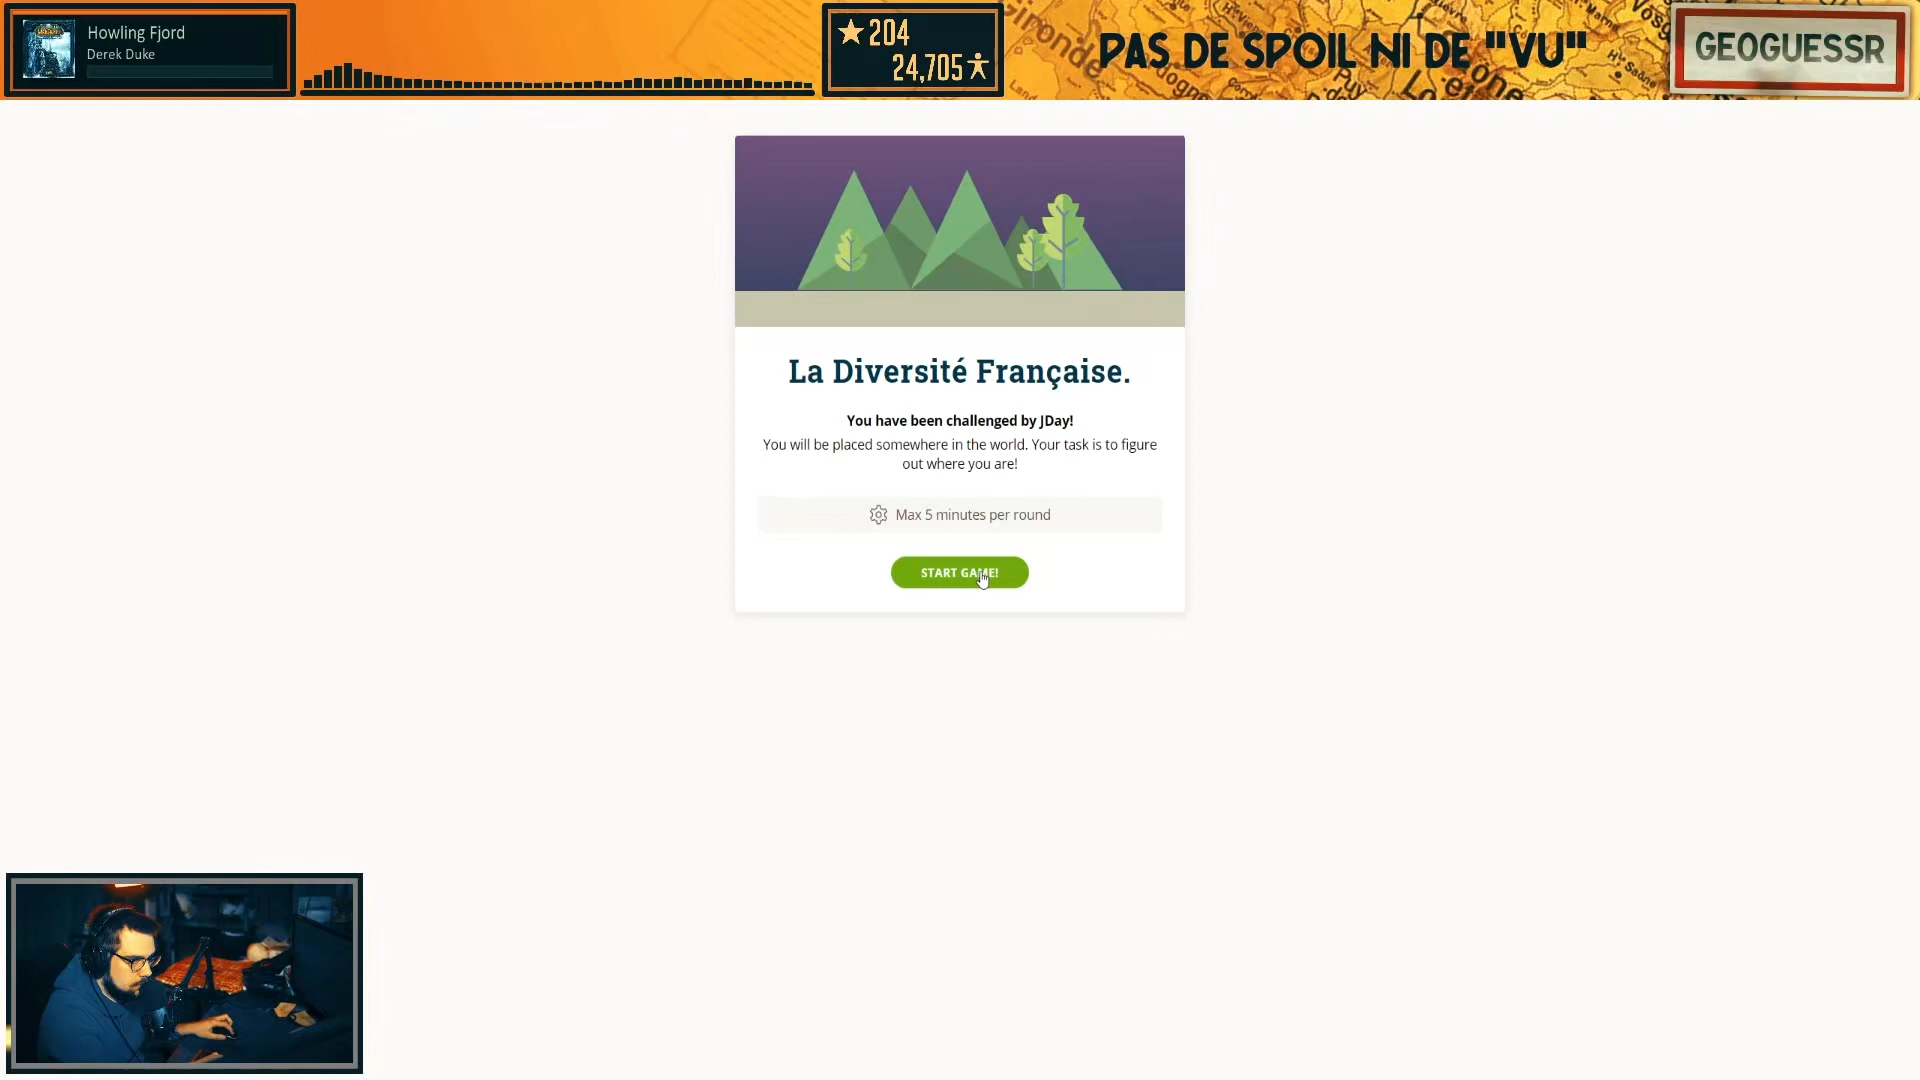 Howling Fjord
Derek Duke
204
24,705
PAS DE SPOIL NI DE "VU"
GEOGUESSR
La Diversité Française.
You have been challenged by JDay!
You will be placed somewhere in the world. Your task is to figure
out where you are!
Max 5 minutes per round
START GAME!